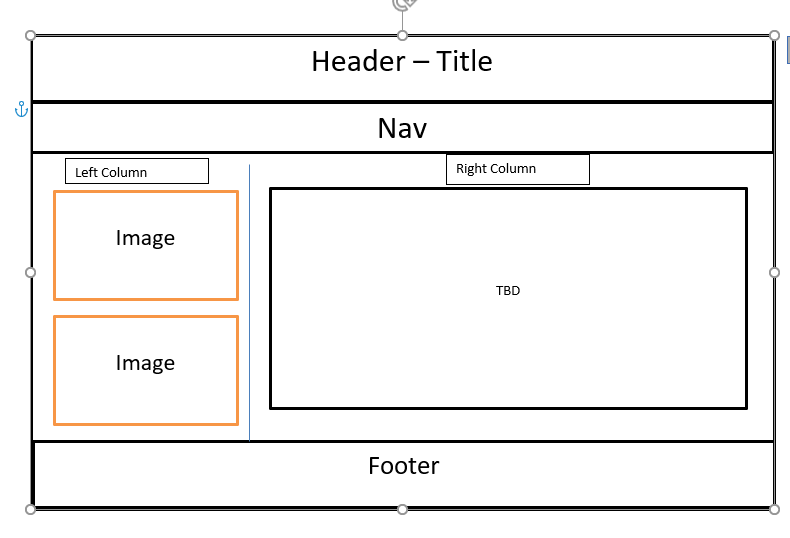 Header – Title
Nav
Left Column
Right Column
Image
TBD
Image
Footer